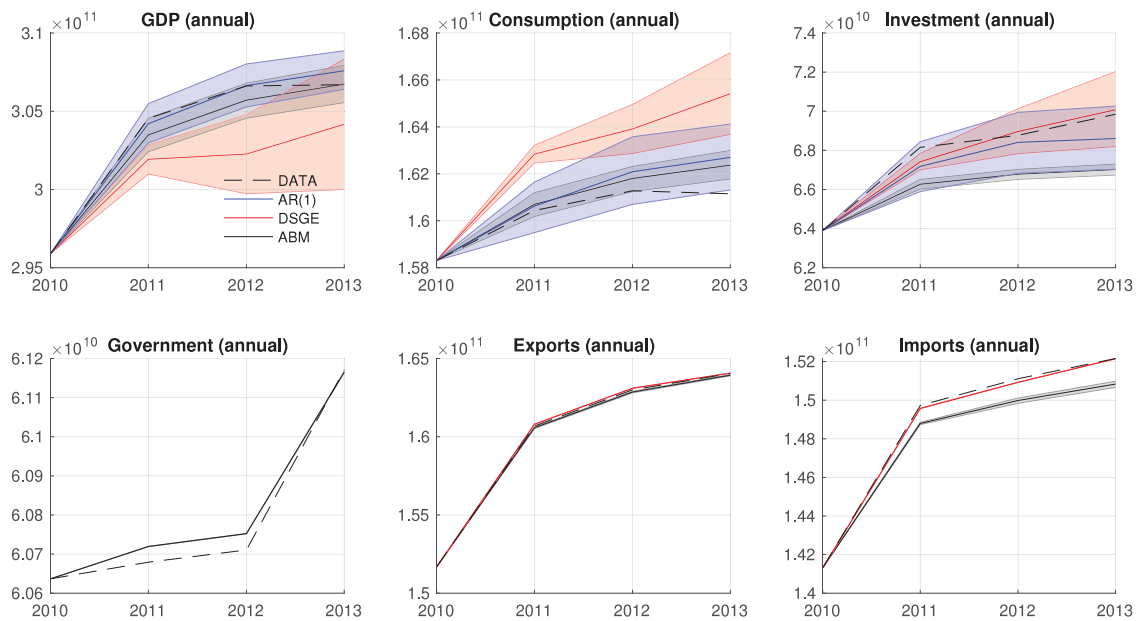 GDP (annual)
×10^11
3.1
3.05
3
2.95
2010 2011 2012 2013
DATA
AR(1)
DSGE
ABM
Consumption (annual)
×10^11
1.68
1.66
1.64
1.62
1.6
1.58
2010 2011 2012 2013
Investment (annual)
×10^10
7.4
7.2
7
6.8
6.6
6.4
6.2
2010 2011 2012 2013
Government (annual)
×10^10
6.12
6.11
6.1
6.09
6.08
6.07
6.06
2010 2011 2012 2013
Exports (annual)
×10^11
1.65
1.6
1.55
1.5
2010 2011 2012 2013
Imports (annual)
×10^11
1.52
1.5
1.48
1.46
1.44
1.42
1.4
2010 2011 2012 2013